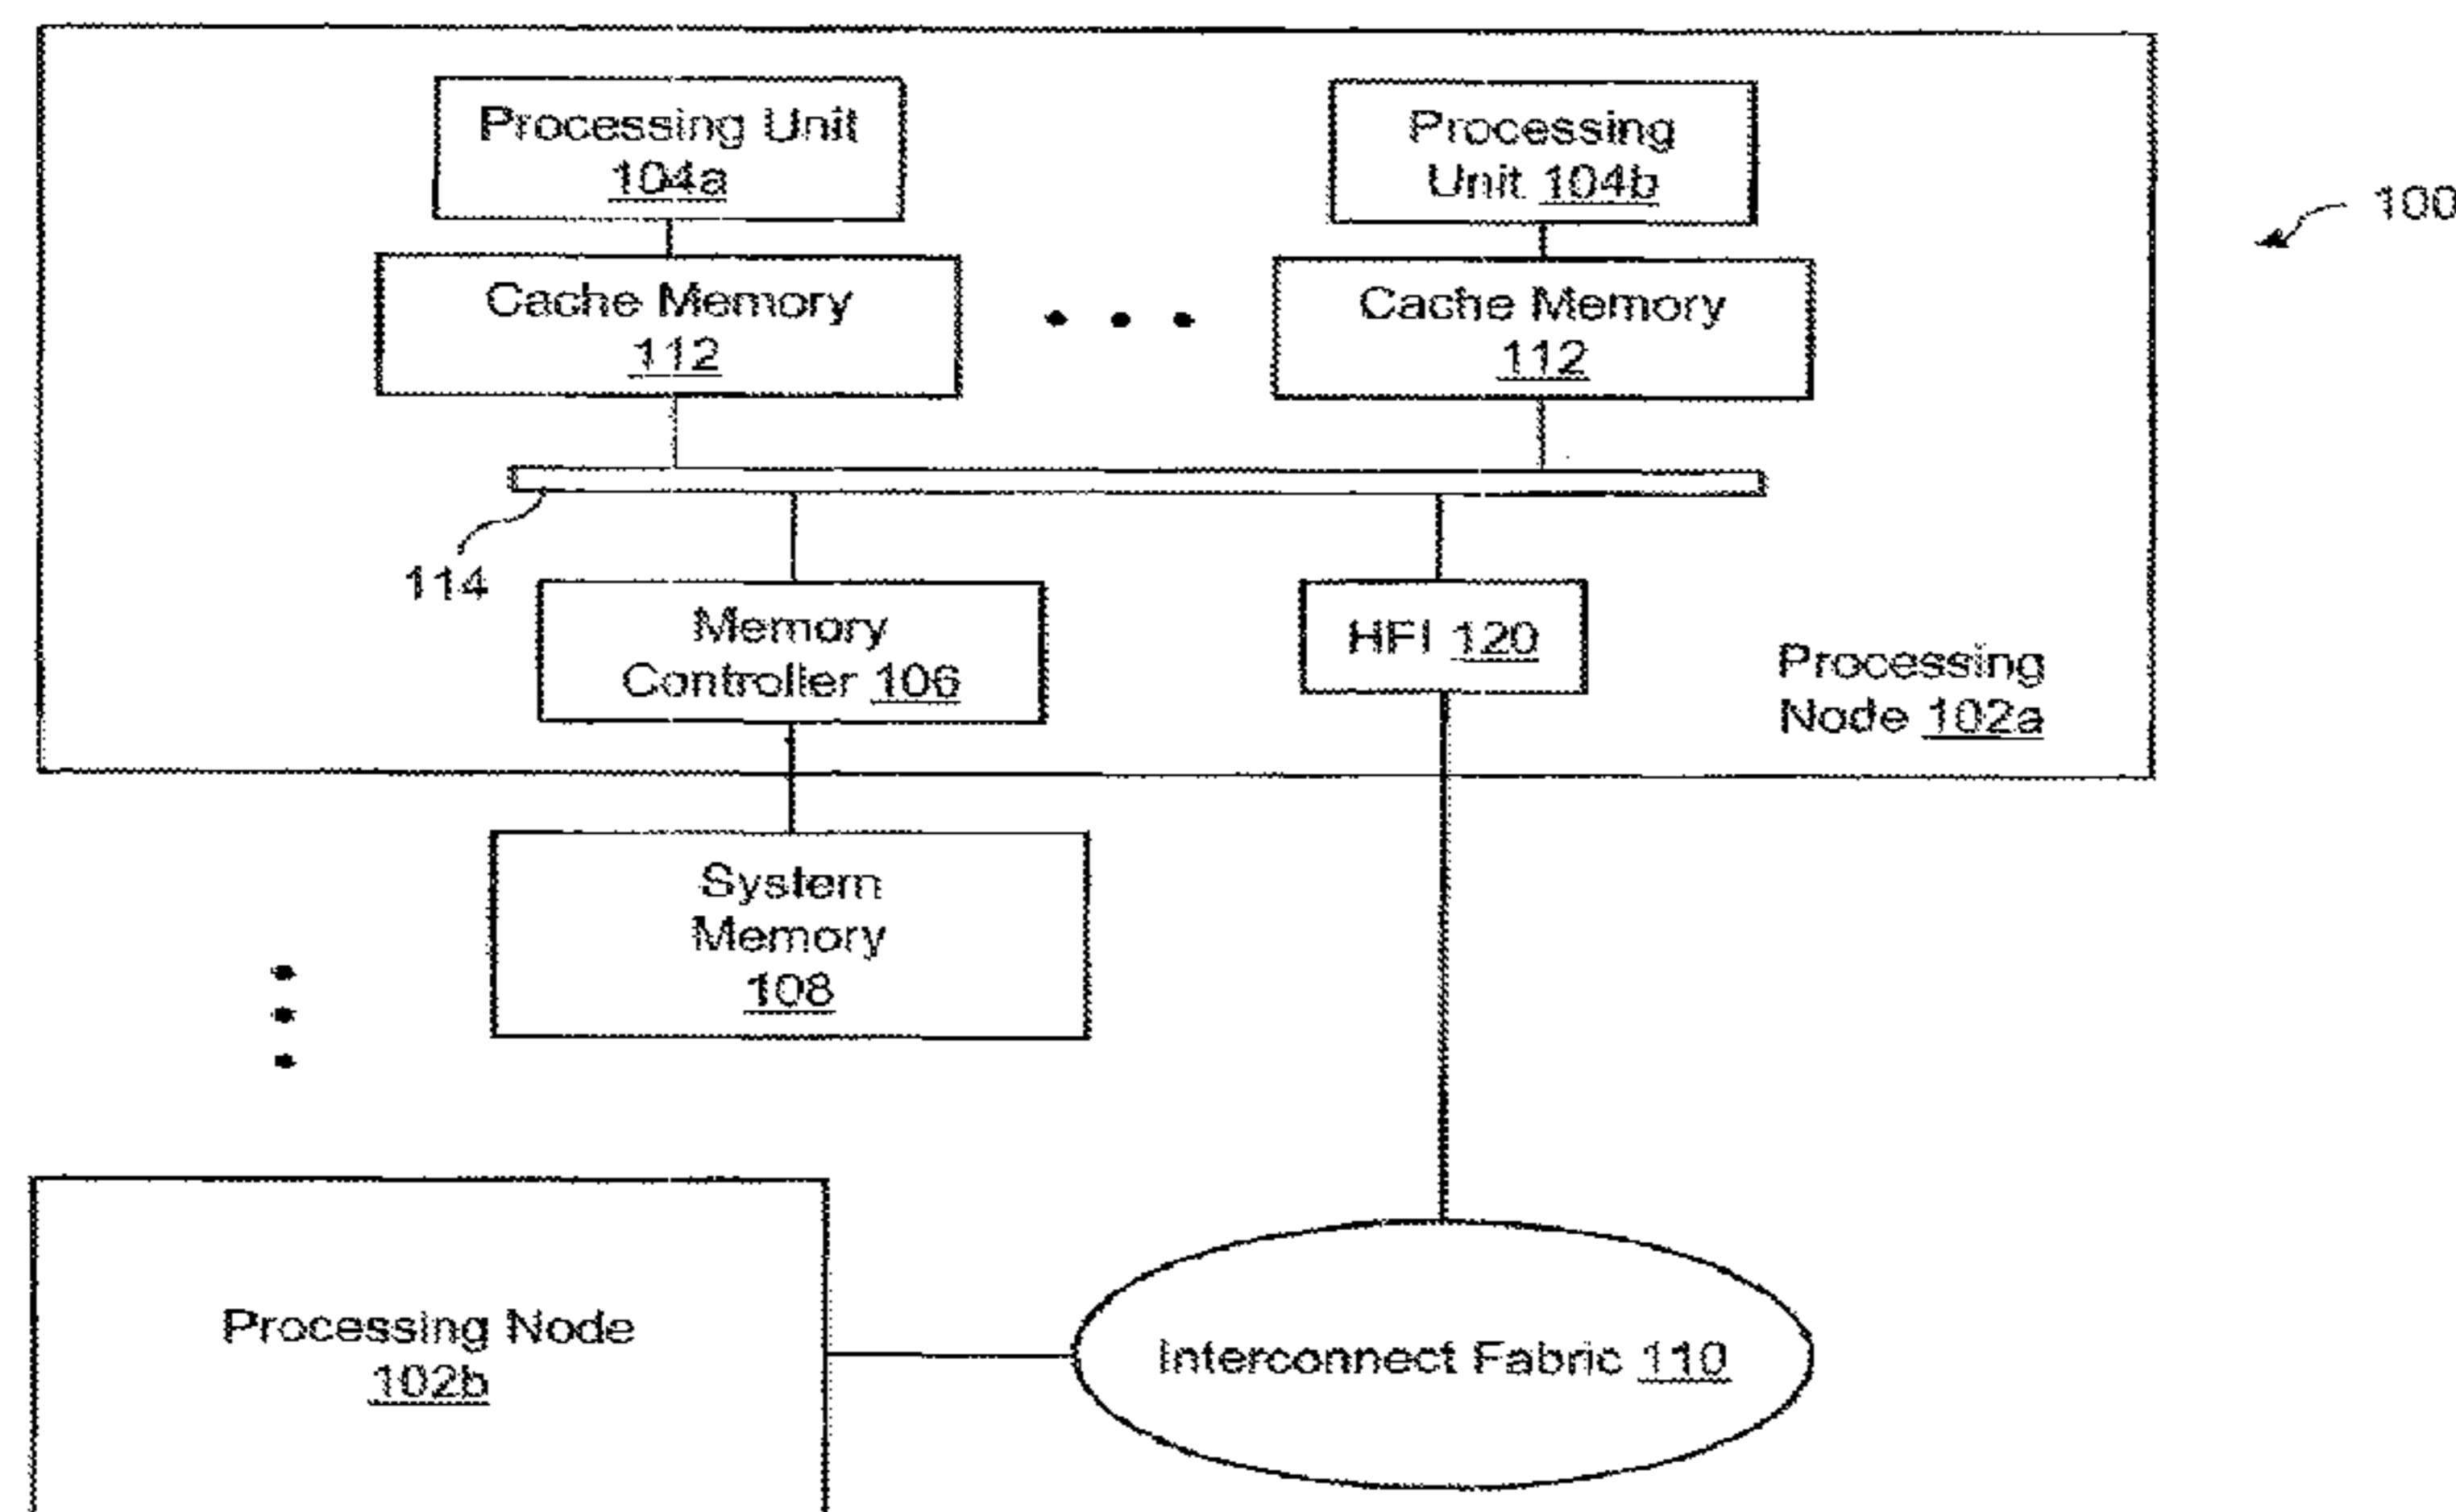 Processing Unit
104a
Processing
Unit 104b
100
Cache Memory
112
Cache Memory
112
114
Memory
Controller 106
HFI 120
Processing
Node 102a
System
Memory
108
Processing Node
102b
Interconnect Fabric 110